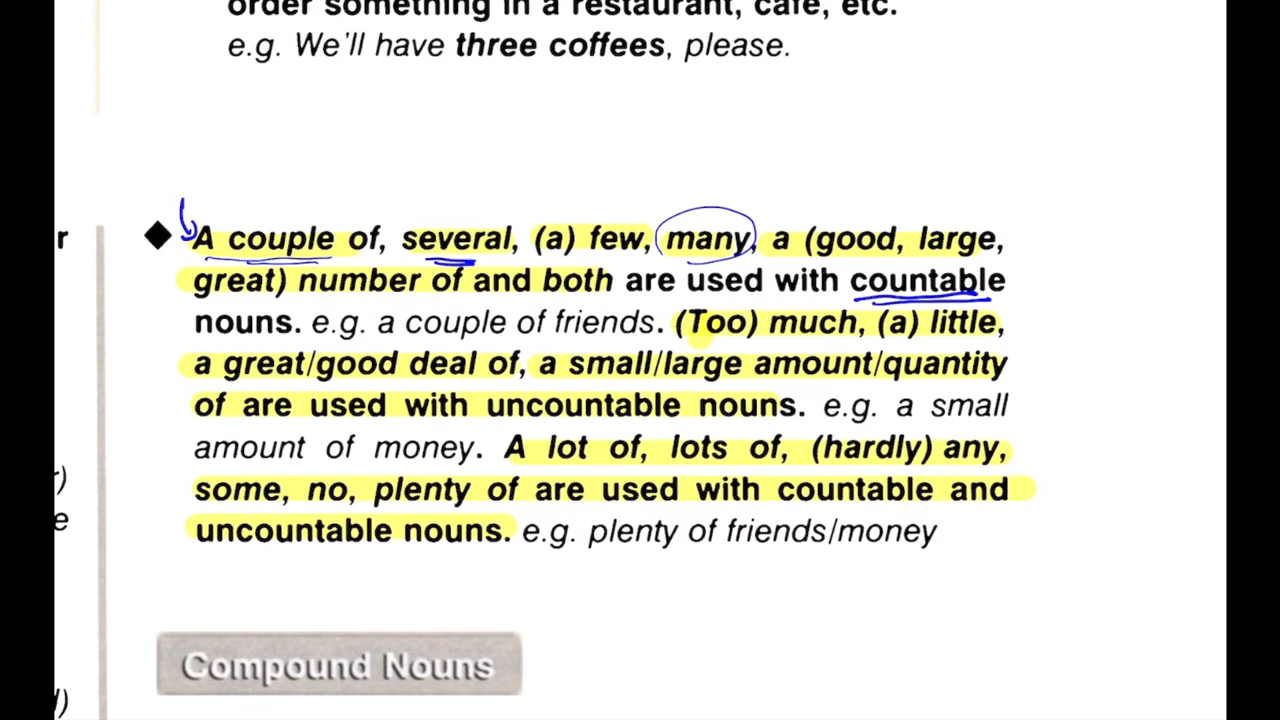 order something in a restaurant, café, etc.
e.g. We'll have three coffees, please.
r
A couple of, several, (a) few, many, a (good, large,
great) number of and both are used with countable
nouns. e.g. a couple of friends. (Too) much, (a) little,
a great/good deal of, a small/large amount/quantity
of are used with uncountable nouns. e.g. a small
amount of money. A lot of, lots of, (hardly) any,
r)
some, no, plenty of are used with countable and
e
uncountable nouns. e.g. plenty of friends/money
Compound Nouns
l)